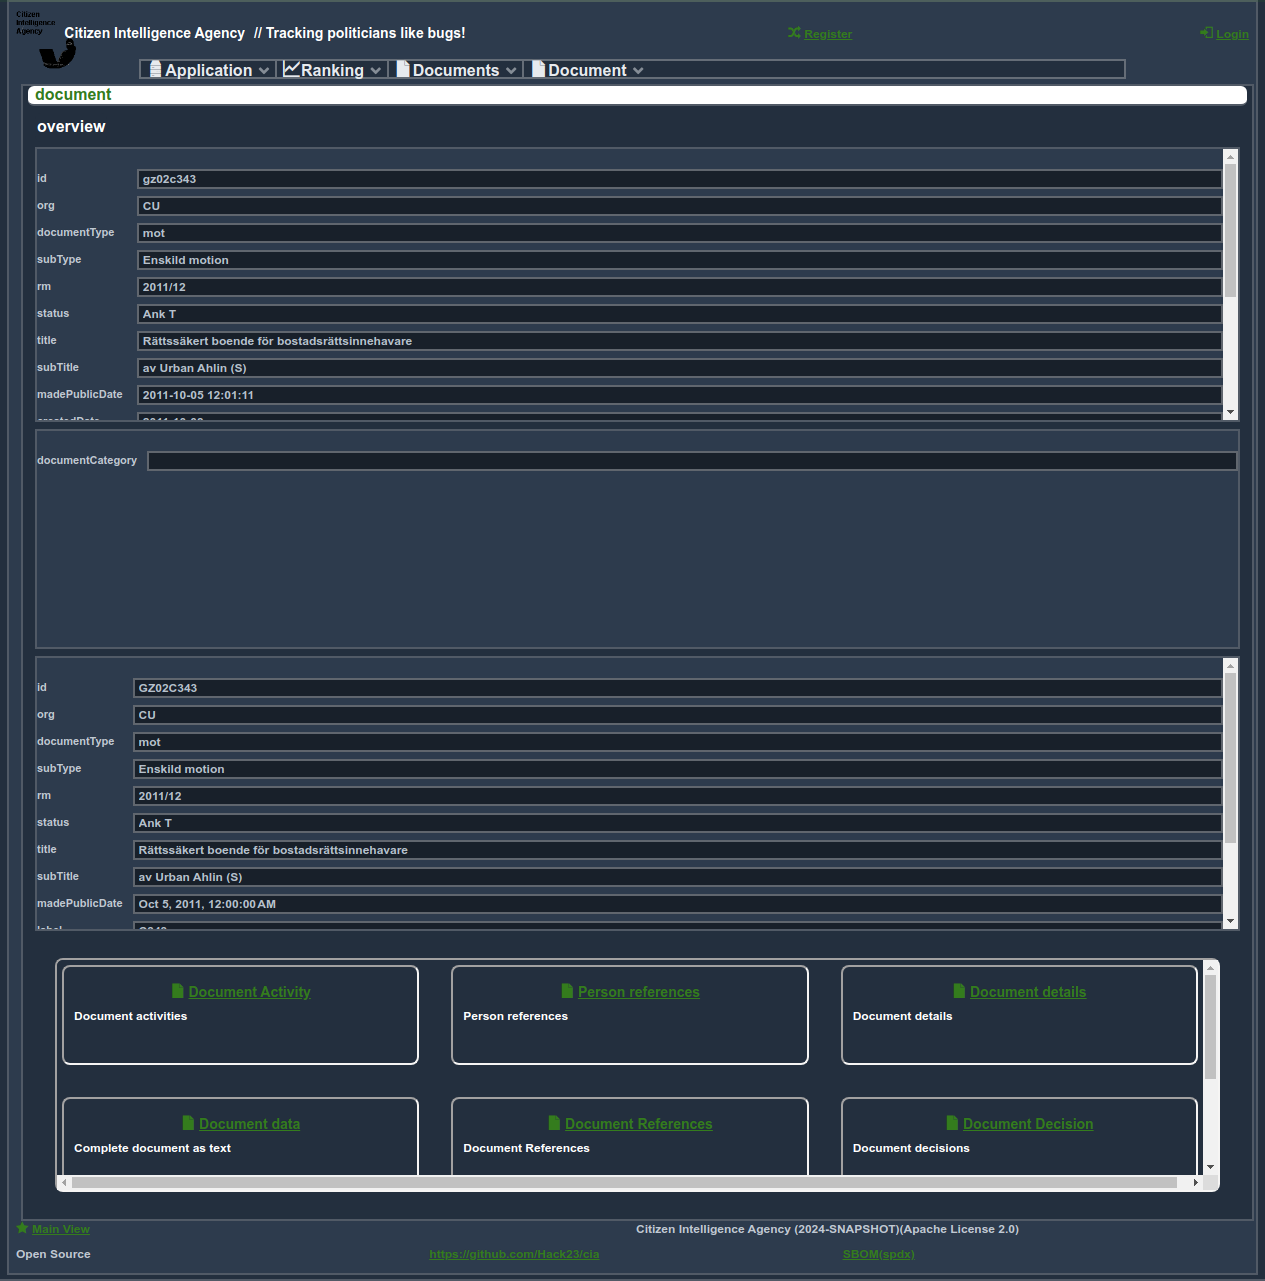 Citizen
Intelligence
Agency
Citizen Intelligence Agency // Tracking politicians like bugs!
Register
Login
Application
Ranking
Documents
Document
document
overview
id gz02c343
org CU
documentType mot
subType Enskild motion
rm 2011/12
status Ank T
title Rättssäkert boende för bostadsrättsinnehavare
subTitle av Urban Ahlin (S)
madePublicDate 2011-10-05 12:01:11
documentCategory
id GZ02C343
org CU
documentType mot
subType Enskild motion
rm 2011/12
status Ank T
title Rättssäkert boende för bostadsrättsinnehavare
subTitle av Urban Ahlin (S)
madePublicDate Oct 5, 2011, 12:00:00 AM
Document Activity
Document activities
Person references
Person references
Document details
Document details
Document data
Complete document as text
Document References
Document References
Document Decision
Document decisions
Main View
Citizen Intelligence Agency (2024-SNAPSHOT)(Apache License 2.0)
Open Source
https://github.com/Hack23/cia
SBOM(spdx)